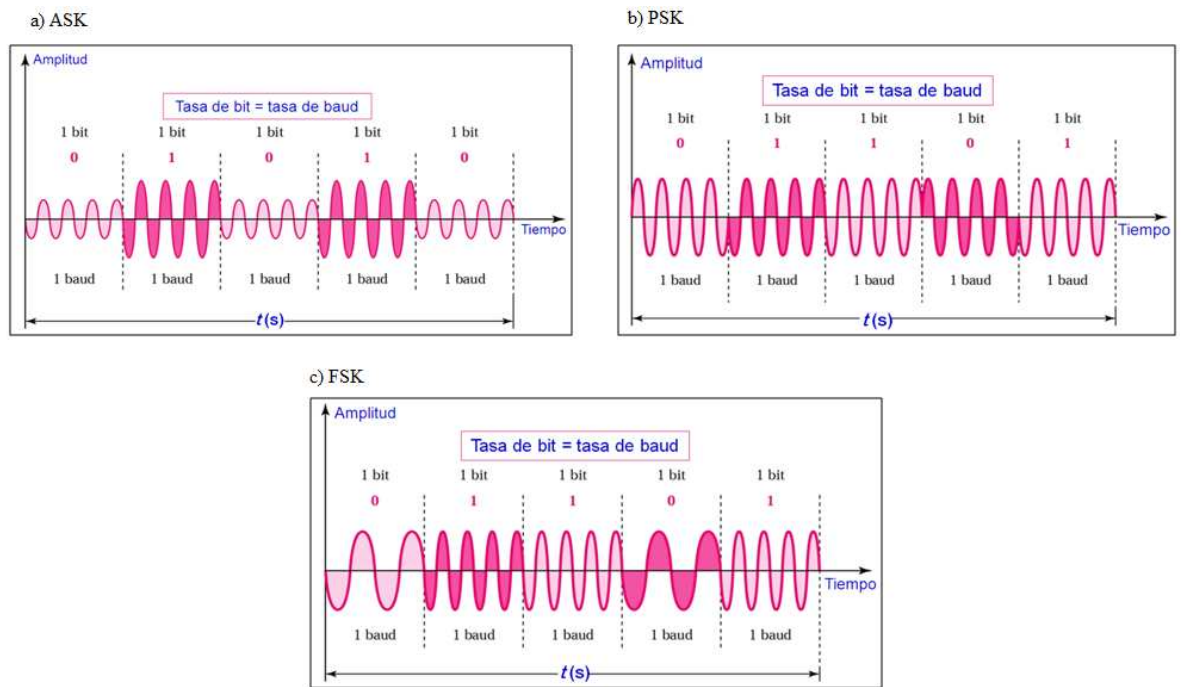 a) ASK
Amplitud
Tasa de bit = tasa de baud
1 bit 1 bit 1 bit 1 bit 1 bit
0 1 0 1 0
Tiempo
1 baud 1 baud 1 baud 1 baud 1 baud
t(s)
b) PSK
Amplitud
Tasa de bit = tasa de baud
1 bit 1 bit 1 bit 1 bit 1 bit
0 1 1 0 1
Tiempo
1 baud 1 baud 1 baud 1 baud 1 baud
t(s)
c) FSK
Amplitud
Tasa de bit = tasa de baud
1 bit 1 bit 1 bit 1 bit 1 bit
0 1 1 0 1
Tiempo
1 baud 1 baud 1 baud 1 baud 1 baud
t(s)